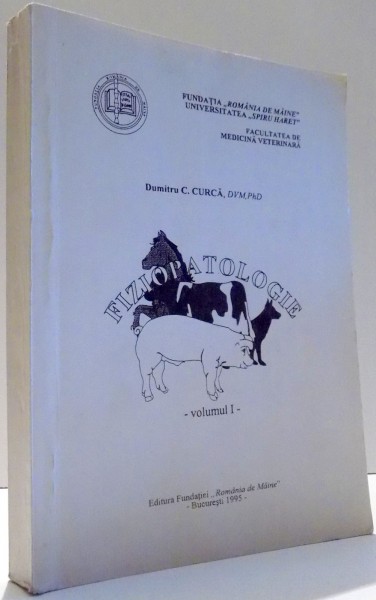 FUNDAȚIA „ROMÂNIA DE MÂINE"
UNIVERSITATEA „SPIRU HARET"
FACULTATEA DE
MEDICINĂ VETERINARĂ
Dumitru C. CURCĂ, DVM,PhD
FIZIOPATOLOGIE
- volumul I -
Editura Fundației „România de Mâine"
- București 1995 -